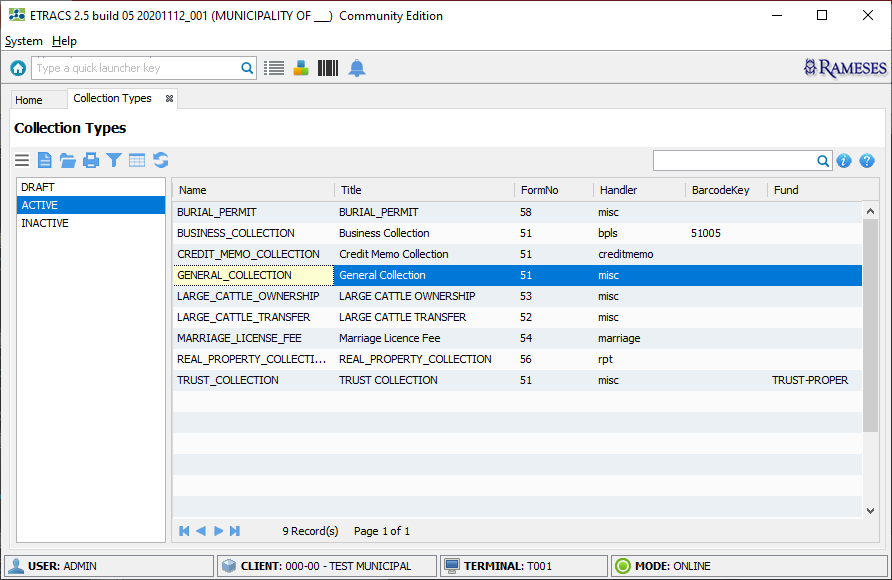 ETRACS 2.5 build 05 20201112_001 (MUNICIPALITY OF ___) Community Edition
System Help
Type a quick launcher key
RAMESES
Home Collection Types
Collection Types
DRAFT
ACTIVE
INACTIVE
Name Title FormNo Handler BarcodeKey Fund
BURIAL_PERMIT BURIAL_PERMIT 58 misc
BUSINESS_COLLECTION Business Collection 51 bpls 51005
CREDIT_MEMO_COLLECTION Credit Memo Collection 51 creditmemo
GENERAL_COLLECTION General Collection 51 misc
LARGE_CATTLE_OWNERSHIP LARGE CATTLE OWNERSHIP 53 misc
LARGE_CATTLE_TRANSFER LARGE CATTLE TRANSFER 52 misc
MARRIAGE_LICENSE_FEE Marriage Licence Fee 54 marriage
REAL_PROPERTY_COLLECTI... REAL_PROPERTY_COLLECTION 56 rpt
TRUST_COLLECTION TRUST COLLECTION 51 misc TRUST-PROPER
9 Record(s) Page 1 of 1
USER: ADMIN CLIENT: 000-00 - TEST MUNICIPAL TERMINAL: T001 MODE: ONLINE